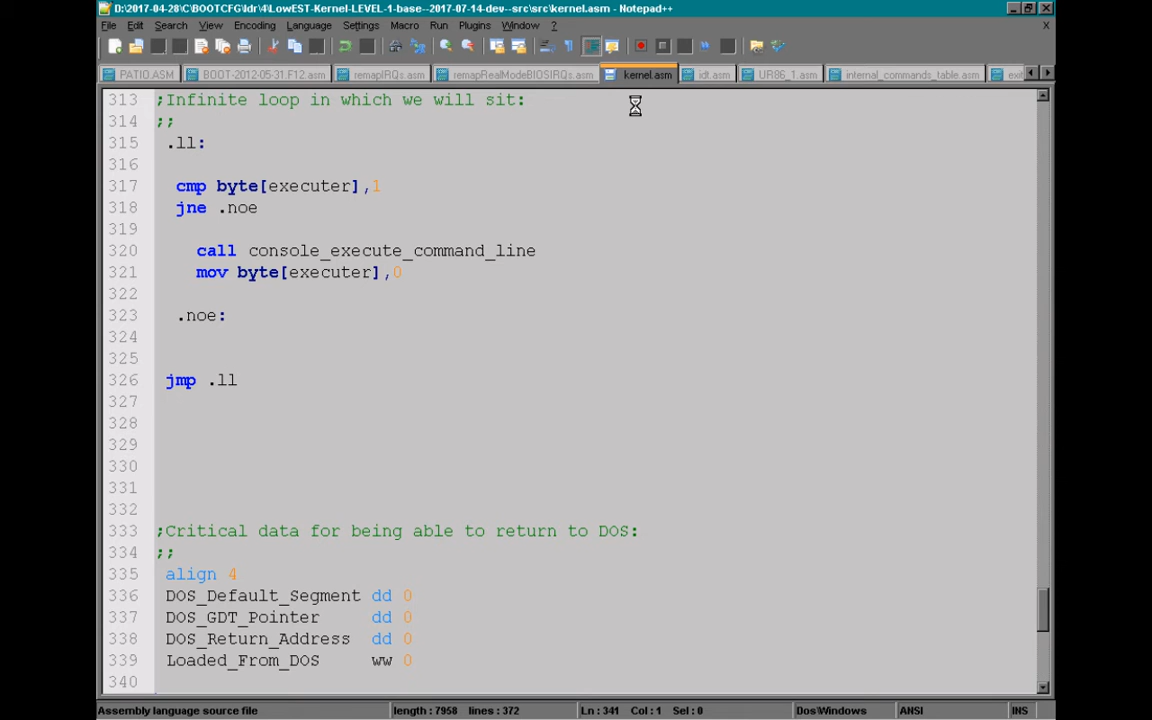 D:\2017-04-28\C\BOOTCFG\ldr\4\LowEST-Kernel-LEVEL-1-base--2017-07-14-dev--src\src\kernel.asm - Notepad++
File Edit Search View Encoding Language Settings Macro Run Plugins Window ?
PATIO.ASM BOOT-2012-05-31.F12.asm remapIRQs.asm remapRealModeBIOSIRQs.asm kernel.asm idt.asm UR86_1.asm internal_commands_table.asm
313 ;Infinite loop in which we will sit:
314 ;;
315 .ll:
316
317 cmp byte[executer],1
318 jne .noe
319
320 call console_execute_command_line
321 mov byte[executer],0
322
323 .noe:
324
325
326 jmp .ll
327
328
329
330
331
332
333 ;Critical data for being able to return to DOS:
334 ;;
335 align 4
336 DOS_Default_Segment dd 0
337 DOS_GDT_Pointer dd 0
338 DOS_Return_Address dd 0
339 Loaded_From_DOS ww 0
340
Assembly language source file length : 7958 lines : 372 Ln : 341 Col : 1 Sel : 0 Dos\Windows ANSI INS